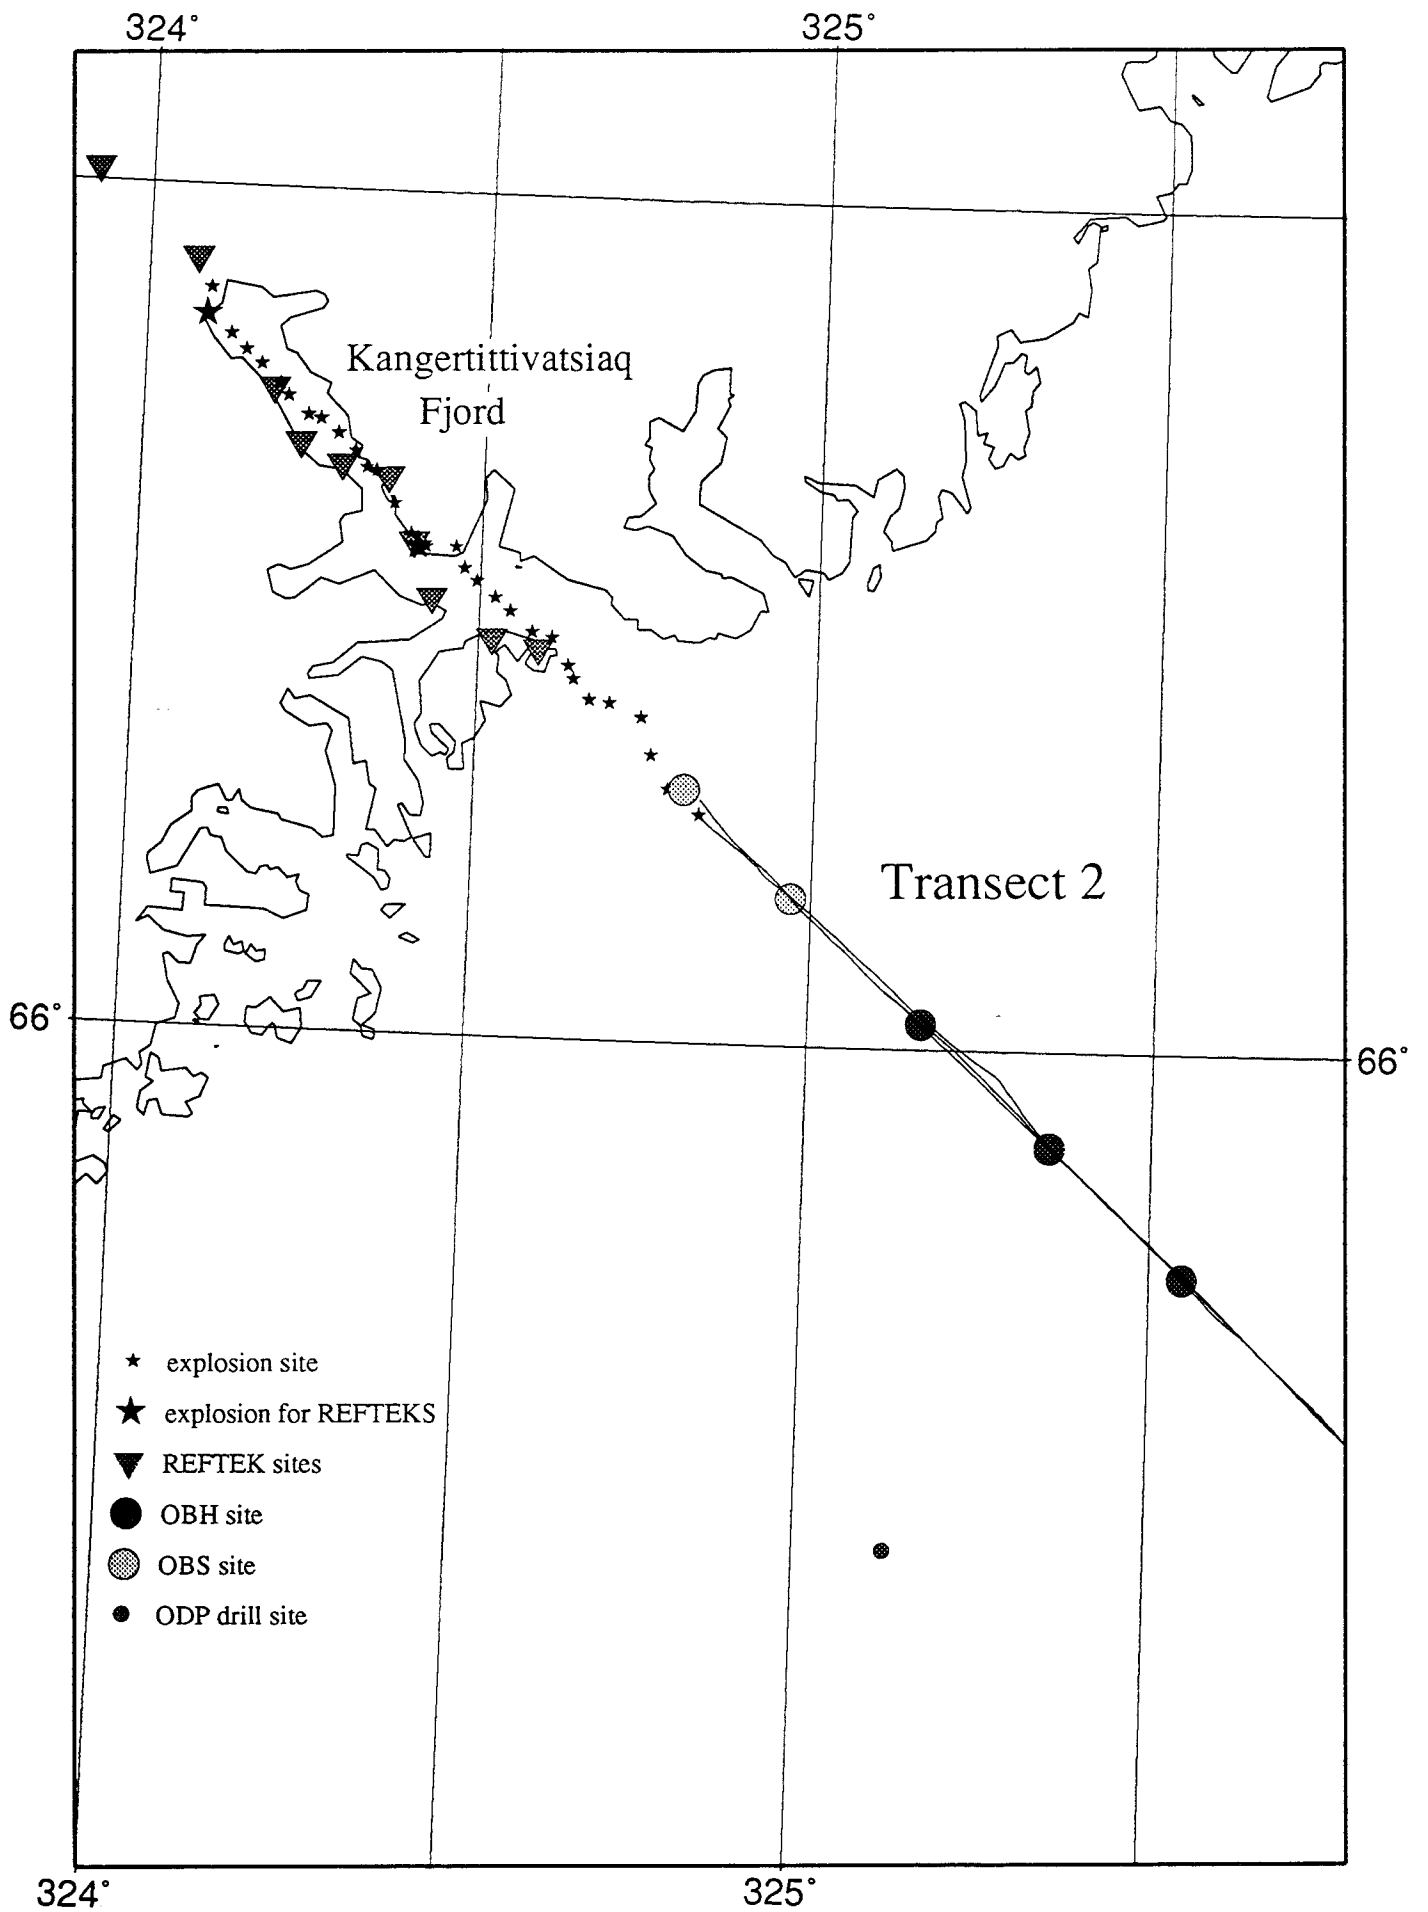 324°
325°
Kangertittivatsiaq
Fjord
Transect 2
66°
66°
explosion site
explosion for REFTEKS
REFTEK sites
OBH site
OBS site
ODP drill site
324°
325°